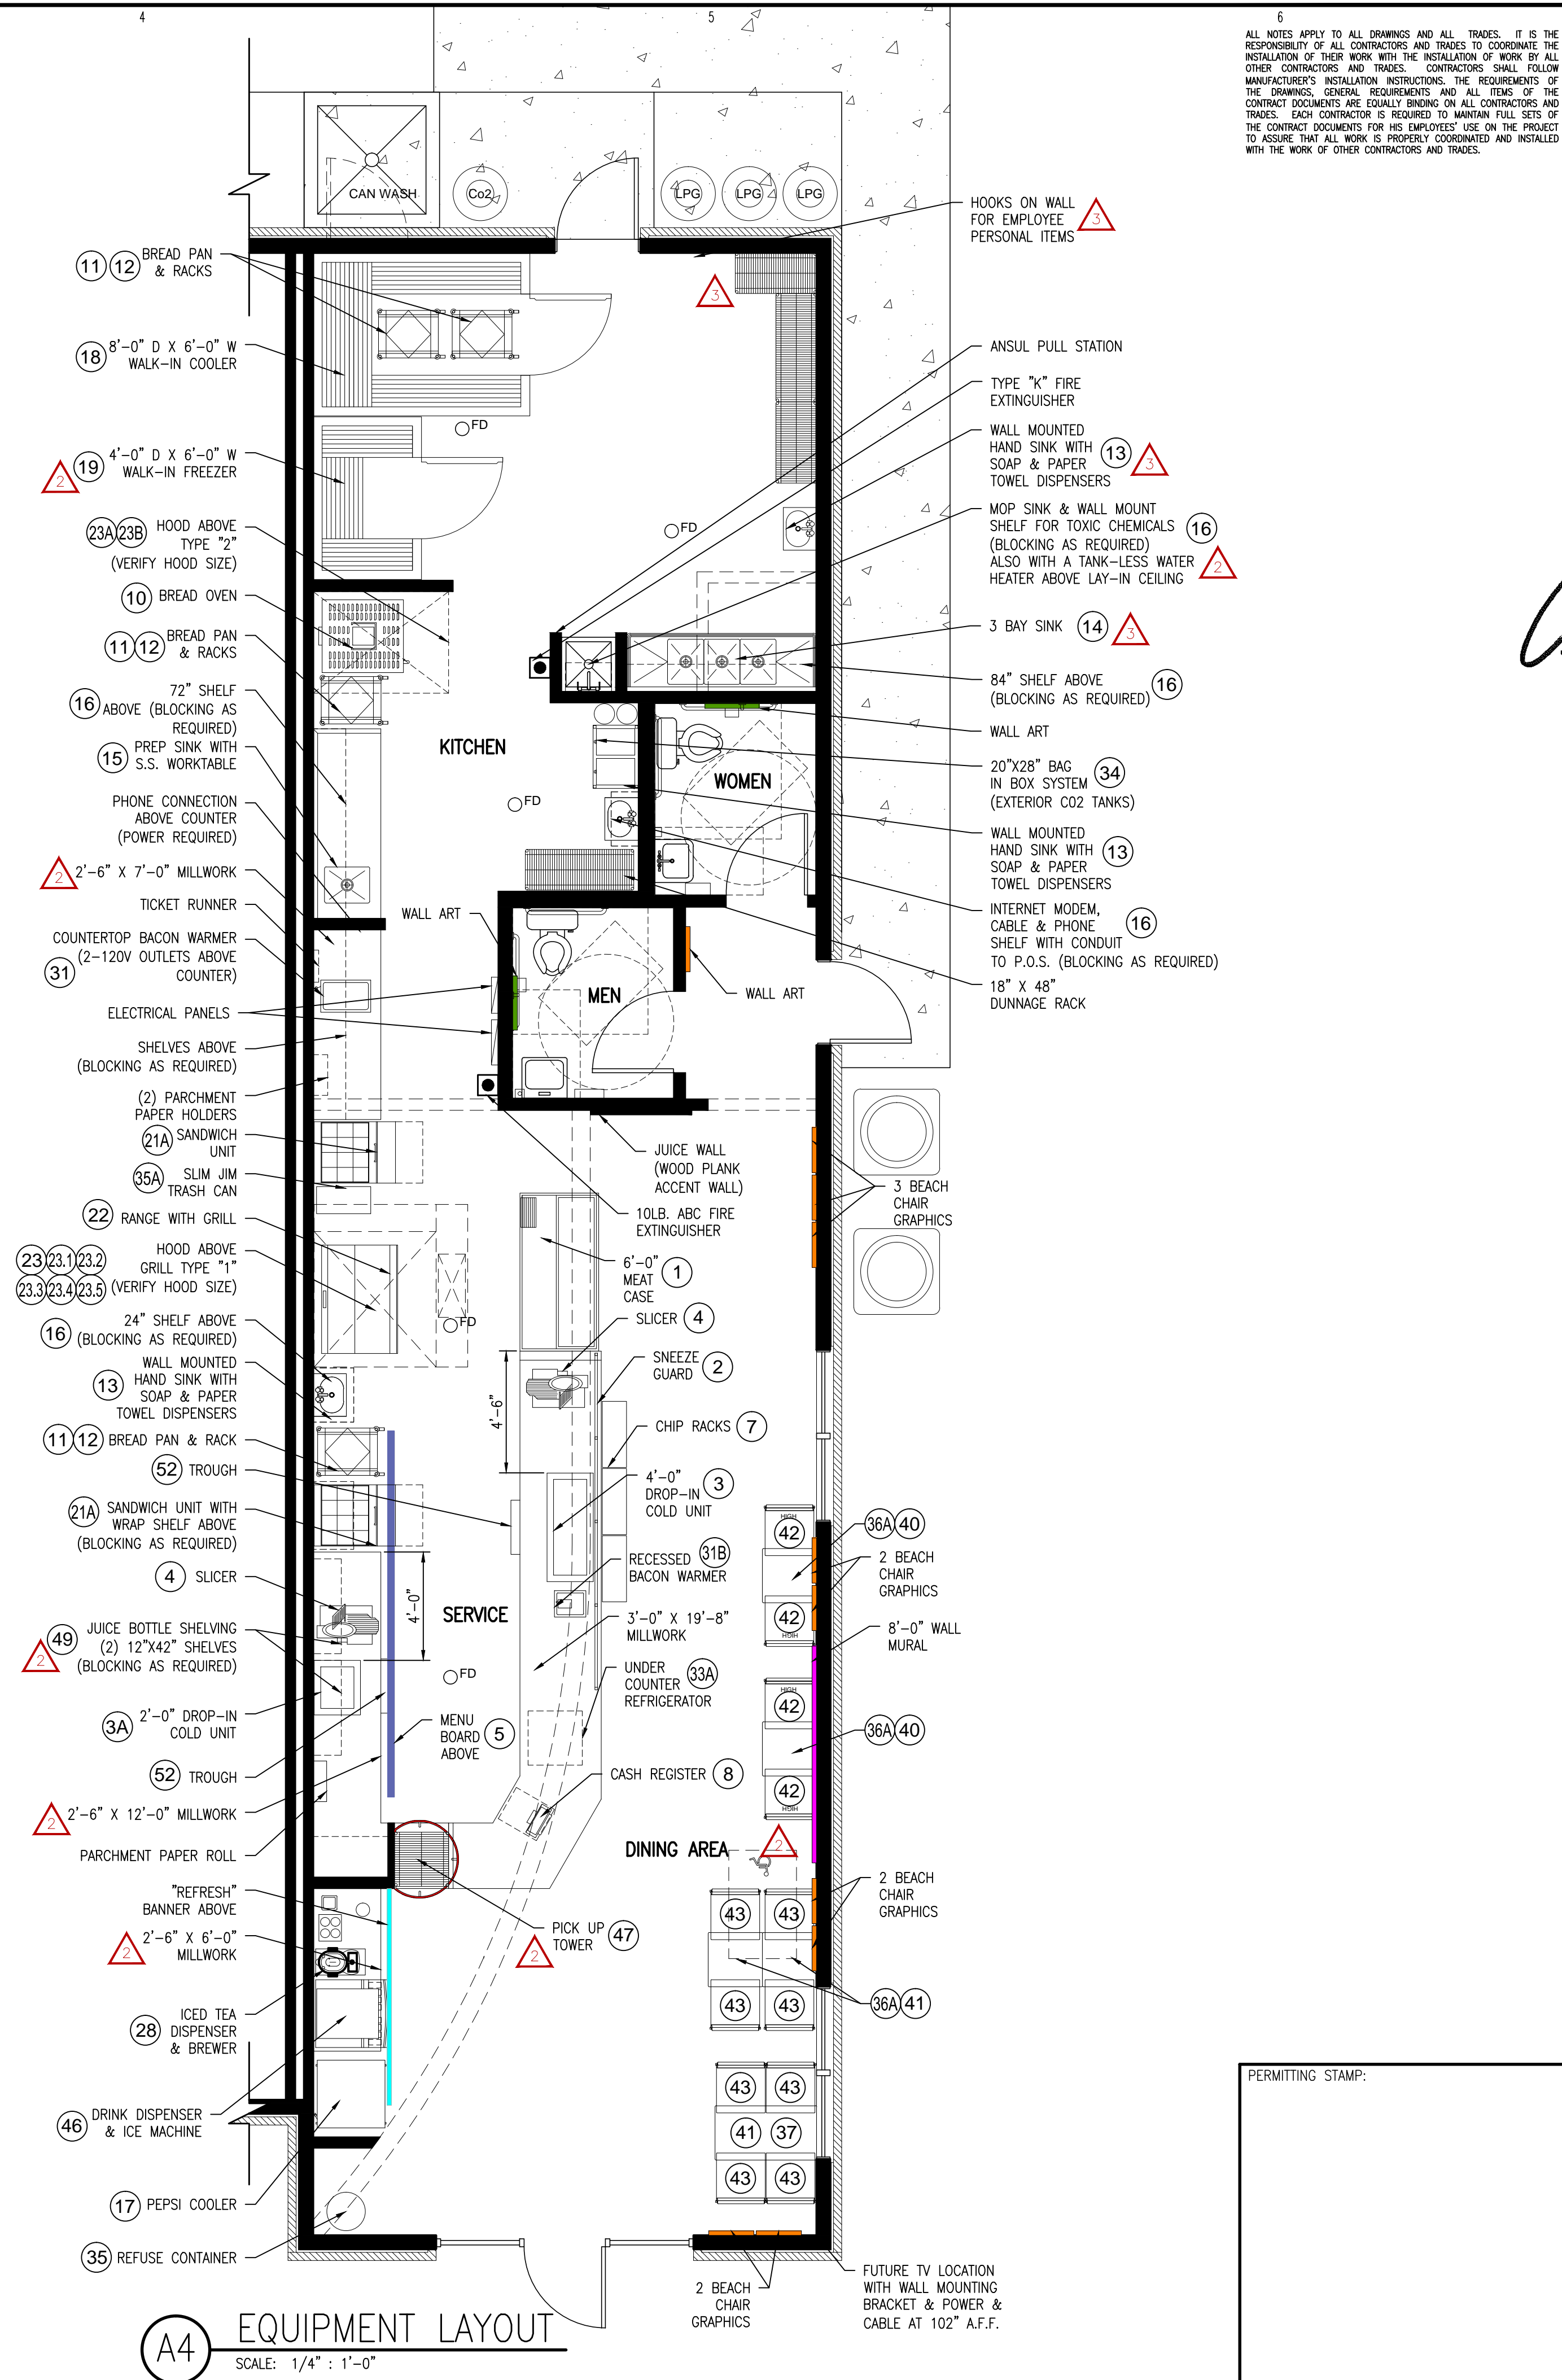 4
5
6
ALL NOTES APPLY TO ALL DRAWINGS AND ALL TRADES. IT IS THE
RESPONSIBILITY OF ALL CONTRACTORS AND TRADES TO COORDINATE THE
INSTALLATION OF THEIR WORK WITH THE INSTALLATION OF WORK BY ALL
OTHER CONTRACTORS AND TRADES. CONTRACTORS SHALL FOLLOW
MANUFACTURER'S INSTALLATION INSTRUCTIONS. THE REQUIREMENTS OF
THE DRAWINGS, GENERAL REQUIREMENTS AND ALL ITEMS OF THE
CONTRACT DOCUMENTS ARE EQUALLY BINDING ON ALL CONTRACTORS AND
TRADES. EACH CONTRACTOR IS REQUIRED TO MAINTAIN FULL SETS OF
THE CONTRACT DOCUMENTS FOR HIS EMPLOYEES' USE ON THE PROJECT
TO ASSURE THAT ALL WORK IS PROPERLY COORDINATED AND INSTALLED
WITH THE WORK OF OTHER CONTRACTORS AND TRADES.
CAN WASH
Co2
LPG
LPG
LPG
11 12 BREAD PAN
& RACKS
18 8'-0" D X 6'-0" W
WALK-IN COOLER
2 19 4'-0" D X 6'-0" W
WALK-IN FREEZER
23A 23B HOOD ABOVE
TYPE "2"
(VERIFY HOOD SIZE)
10 BREAD OVEN
11 12 BREAD PAN
& RACKS
72" SHELF
16 ABOVE (BLOCKING AS
REQUIRED)
15 PREP SINK WITH
S.S. WORKTABLE
PHONE CONNECTION
ABOVE COUNTER
(POWER REQUIRED)
2 2'-6" X 7'-0" MILLWORK
TICKET RUNNER
COUNTERTOP BACON WARMER
31 (2-120V OUTLETS ABOVE
COUNTER)
ELECTRICAL PANELS
SHELVES ABOVE
(BLOCKING AS REQUIRED)
(2) PARCHMENT
PAPER HOLDERS
21A SANDWICH
UNIT
35A SLIM JIM
TRASH CAN
22 RANGE WITH GRILL
23 23.1 23.2 HOOD ABOVE
GRILL TYPE "1"
23.3 23.4 23.5 (VERIFY HOOD SIZE)
24" SHELF ABOVE
16 (BLOCKING AS REQUIRED)
WALL MOUNTED
13 HAND SINK WITH
SOAP & PAPER
TOWEL DISPENSERS
11 12 BREAD PAN & RACK
52 TROUGH
21A SANDWICH UNIT WITH
WRAP SHELF ABOVE
(BLOCKING AS REQUIRED)
4 SLICER
2 49 JUICE BOTTLE SHELVING
(2) 12"X42" SHELVES
(BLOCKING AS REQUIRED)
3A 2'-0" DROP-IN
COLD UNIT
52 TROUGH
2 2'-6" X 12'-0" MILLWORK
PARCHMENT PAPER ROLL
"REFRESH"
BANNER ABOVE
2 2'-6" X 6'-0"
MILLWORK
28 ICED TEA
DISPENSER
& BREWER
46 DRINK DISPENSER
& ICE MACHINE
17 PEPSI COOLER
35 REFUSE CONTAINER
3
FD
FD
KITCHEN
FD
WOMEN
WALL ART
MEN
WALL ART
JUICE WALL
(WOOD PLANK
ACCENT WALL)
10LB. ABC FIRE
EXTINGUISHER
6'-0"
MEAT
CASE
1
SLICER 4
FD
SNEEZE
GUARD
2
4'-6"
CHIP RACKS 7
4'-0"
DROP-IN
COLD UNIT
3
RECESSED
BACON WARMER
31B
4'-0"
SERVICE
3'-0" X 19'-8"
MILLWORK
FD
UNDER
COUNTER
REFRIGERATOR
33A
MENU
BOARD
ABOVE
5
CASH REGISTER 8
DINING AREA
2
PICK UP
TOWER
47
2
HOOKS ON WALL
FOR EMPLOYEE
PERSONAL ITEMS
3
ANSUL PULL STATION
TYPE "K" FIRE
EXTINGUISHER
WALL MOUNTED
HAND SINK WITH
SOAP & PAPER
TOWEL DISPENSERS
13
3
MOP SINK & WALL MOUNT
SHELF FOR TOXIC CHEMICALS
(BLOCKING AS REQUIRED)
ALSO WITH A TANK-LESS WATER
HEATER ABOVE LAY-IN CEILING
16
2
3 BAY SINK 14 3
84" SHELF ABOVE
(BLOCKING AS REQUIRED)
16
WALL ART
20"X28" BAG
IN BOX SYSTEM
(EXTERIOR CO2 TANKS)
34
WALL MOUNTED
HAND SINK WITH
SOAP & PAPER
TOWEL DISPENSERS
13
INTERNET MODEM,
CABLE & PHONE
SHELF WITH CONDUIT
TO P.O.S. (BLOCKING AS REQUIRED)
16
18" X 48"
DUNNAGE RACK
3 BEACH
CHAIR
GRAPHICS
HIGH
42
36A 40
2 BEACH
CHAIR
GRAPHICS
42
HIGH
8'-0" WALL
MURAL
HIGH
42
36A 40
42
HIGH
2 BEACH
CHAIR
GRAPHICS
43 43
36A 41
43 43
43 43
41 37
43 43
2 BEACH
CHAIR
GRAPHICS
FUTURE TV LOCATION
WITH WALL MOUNTING
BRACKET & POWER &
CABLE AT 102" A.F.F.
PERMITTING STAMP:
A4 EQUIPMENT LAYOUT
SCALE: 1/4" : 1'-0"